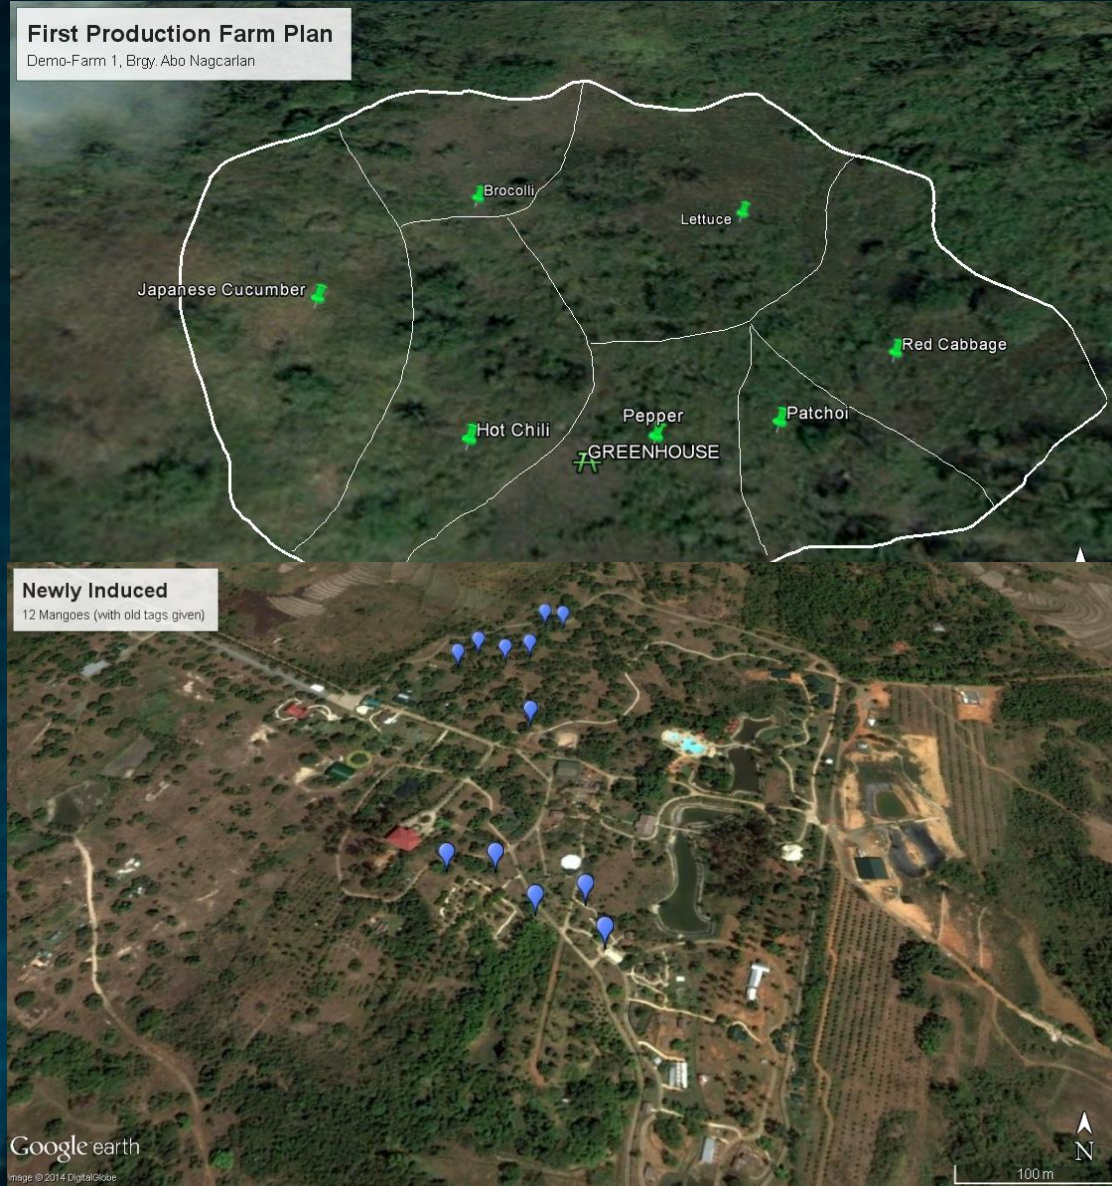 First Production Farm Plan
Demo-Farm 1, Brgy. Abo Nagcarlan
Brocolli
Lettuce
Japanese Cucumber
Red Cabbage
Hot Chili
Pepper
Patchoi
GREENHOUSE
Newly Induced
12 Mangoes (with old tags given)
Google earth
N
Image © 2014 DigitalGlobe
100 m